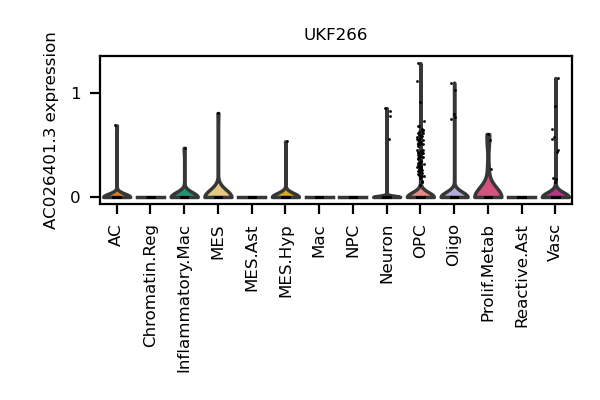 UKF266
AC026401.3 expression
1
0
AC
Chromatin.Reg
Inflammatory.Mac
MES
MES.Ast
MES.Hyp
Mac
NPC
Neuron
OPC
Oligo
Prolif.Metab
Reactive.Ast
Vasc